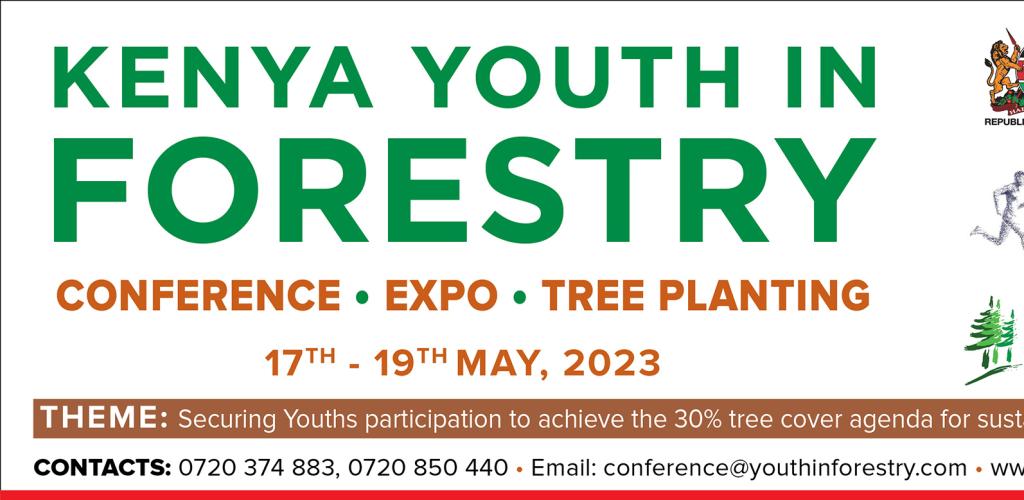 KENYA YOUTH IN
FORESTRY
CONFERENCE • EXPO • TREE PLANTING
17TH - 19TH MAY, 2023
THEME: Securing Youths participation to achieve the 30% tree cover agenda for
CONTACTS: 0720 374 883, 0720 850 440 • Email: conference@youthinforestry.com •